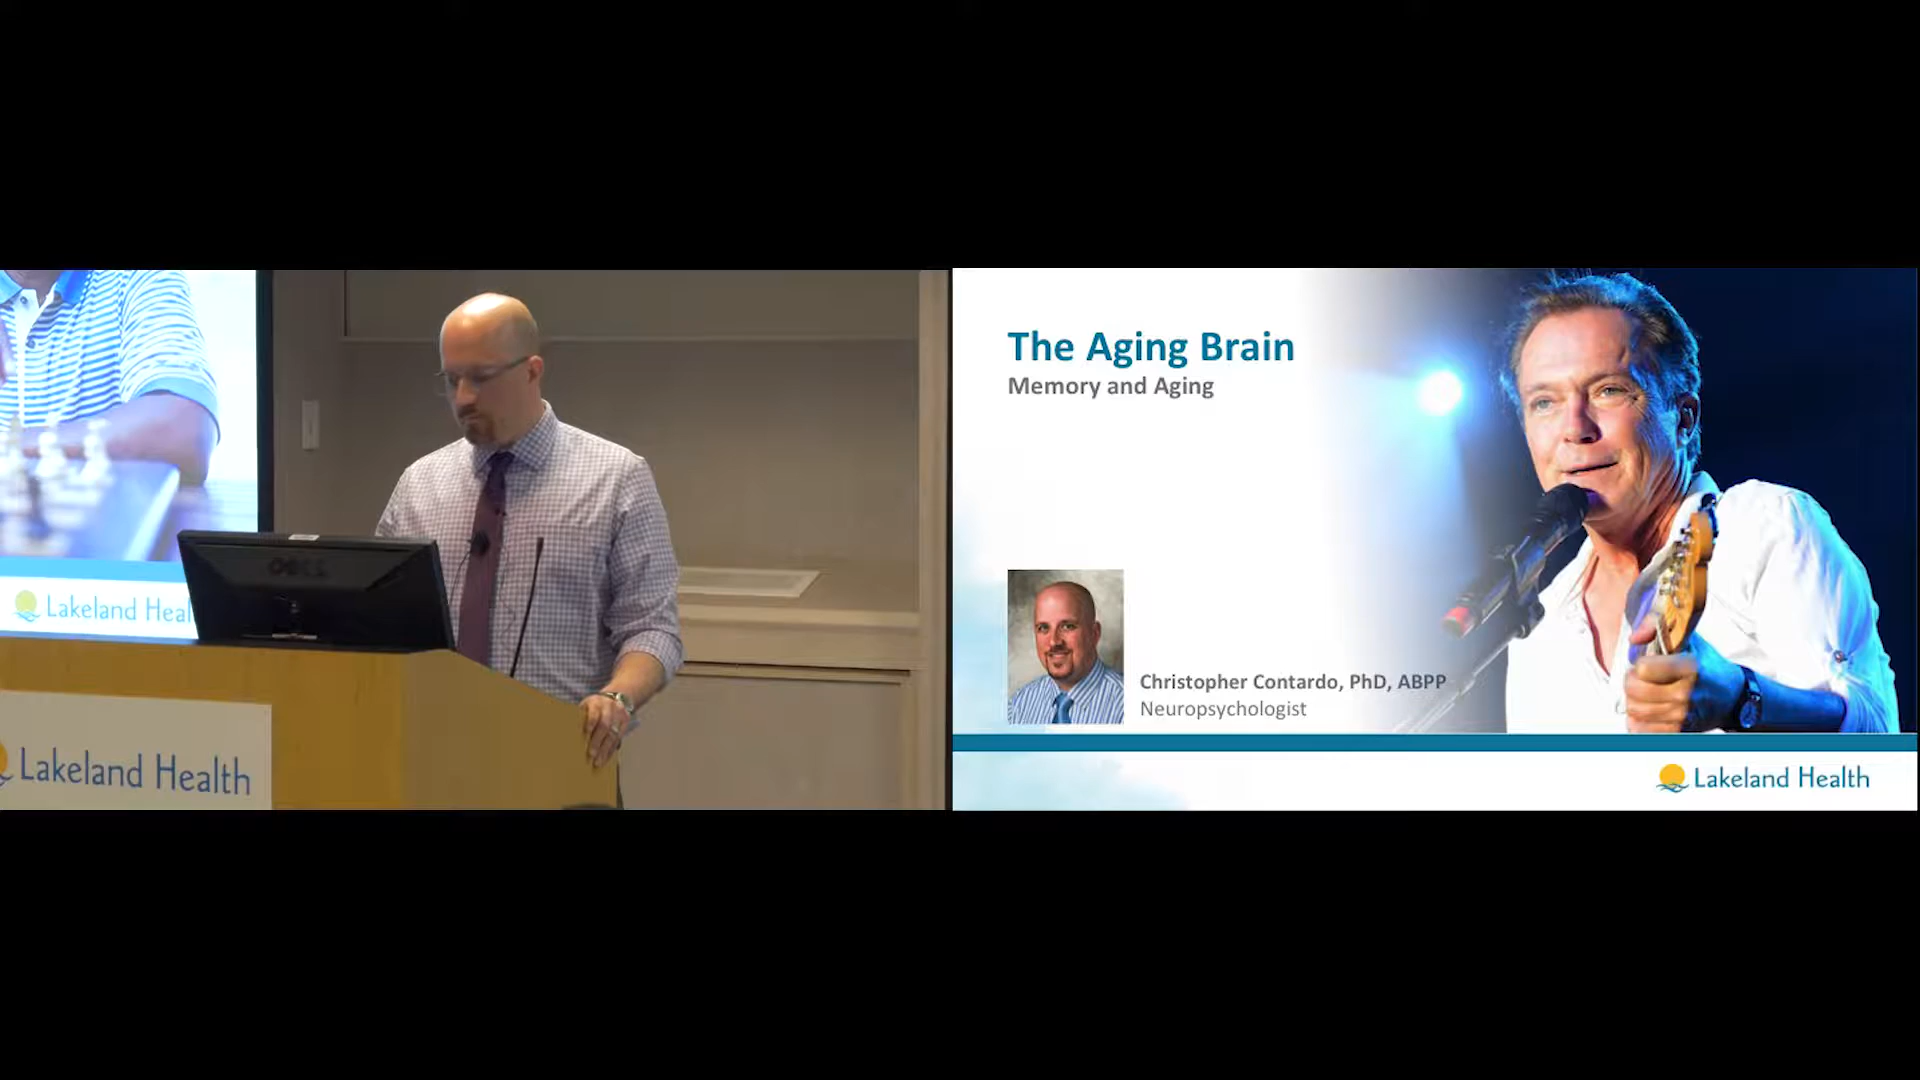 Lakeland Heal
DELL
Lakeland Health
The Aging Brain
Memory and Aging
Christopher Contardo, PhD, ABPP
Neuropsychologist
Lakeland Health